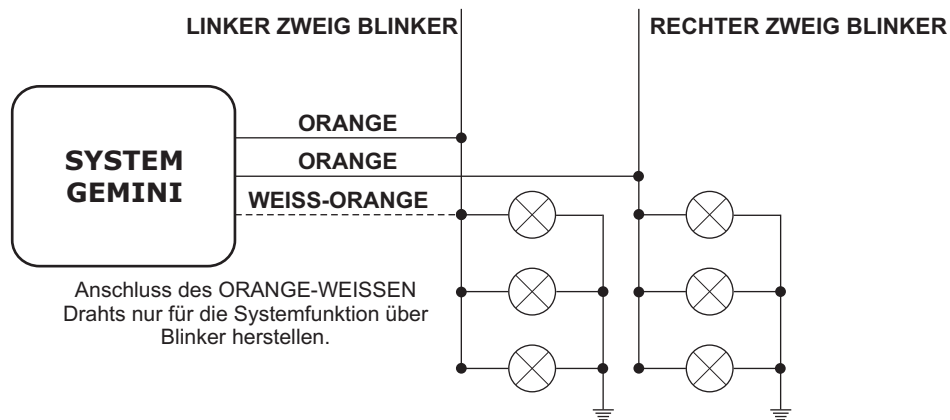 LINKER ZWEIG BLINKER
RECHTER ZWEIG BLINKER
SYSTEM
GEMINI
ORANGE
ORANGE
WEISS-ORANGE
Anschluss des ORANGE-WEISSEN
Drahts nur für die Systemfunktion über
Blinker herstellen.